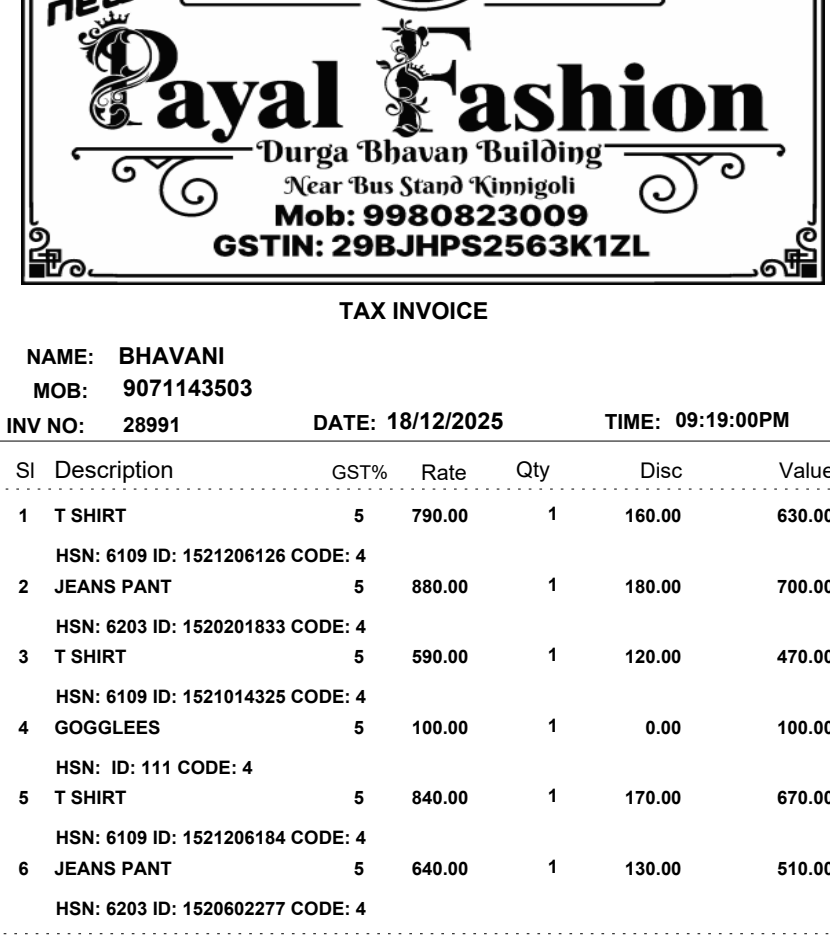 new
Payal Fashion
Durga Bhavan Building
Near Bus Stand Kinnigoli
Mob: 9980823009
GSTIN: 29BJHPS2563K1ZL
TAX INVOICE
NAME: BHAVANI
MOB: 9071143503
INV NO: 28991 DATE: 18/12/2025 TIME: 09:19:00PM
Sl Description GST% Rate Qty Disc Value
1 T SHIRT 5 790.00 1 160.00 630.00
HSN: 6109 ID: 1521206126 CODE: 4
2 JEANS PANT 5 880.00 1 180.00 700.00
HSN: 6203 ID: 1520201833 CODE: 4
3 T SHIRT 5 590.00 1 120.00 470.00
HSN: 6109 ID: 1521014325 CODE: 4
4 GOGGLEES 5 100.00 1 0.00 100.00
HSN: ID: 111 CODE: 4
5 T SHIRT 5 840.00 1 170.00 670.00
HSN: 6109 ID: 1521206184 CODE: 4
6 JEANS PANT 5 640.00 1 130.00 510.00
HSN: 6203 ID: 1520602277 CODE: 4